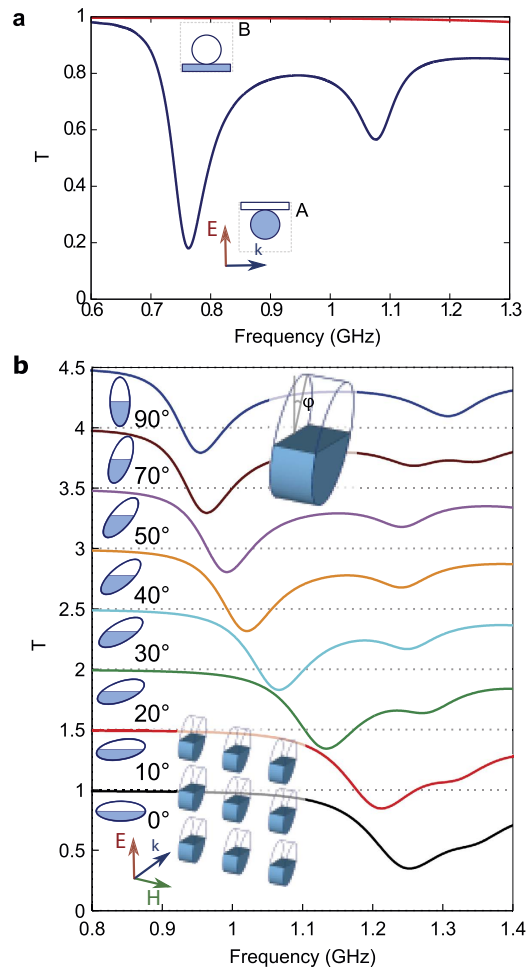 a
1
0.8
0.6
0.4
0.2
0
T
B
A
E
k
0.6 0.7 0.8 0.9 1 1.1 1.2 1.3
Frequency (GHz)
b
4.5
4
3.5
3
2.5
2
1.5
1
0.5
0
T
φ
90°
70°
50°
40°
30°
20°
10°
0°
E
k
H
0.8 0.9 1 1.1 1.2 1.3 1.4
Frequency (GHz)